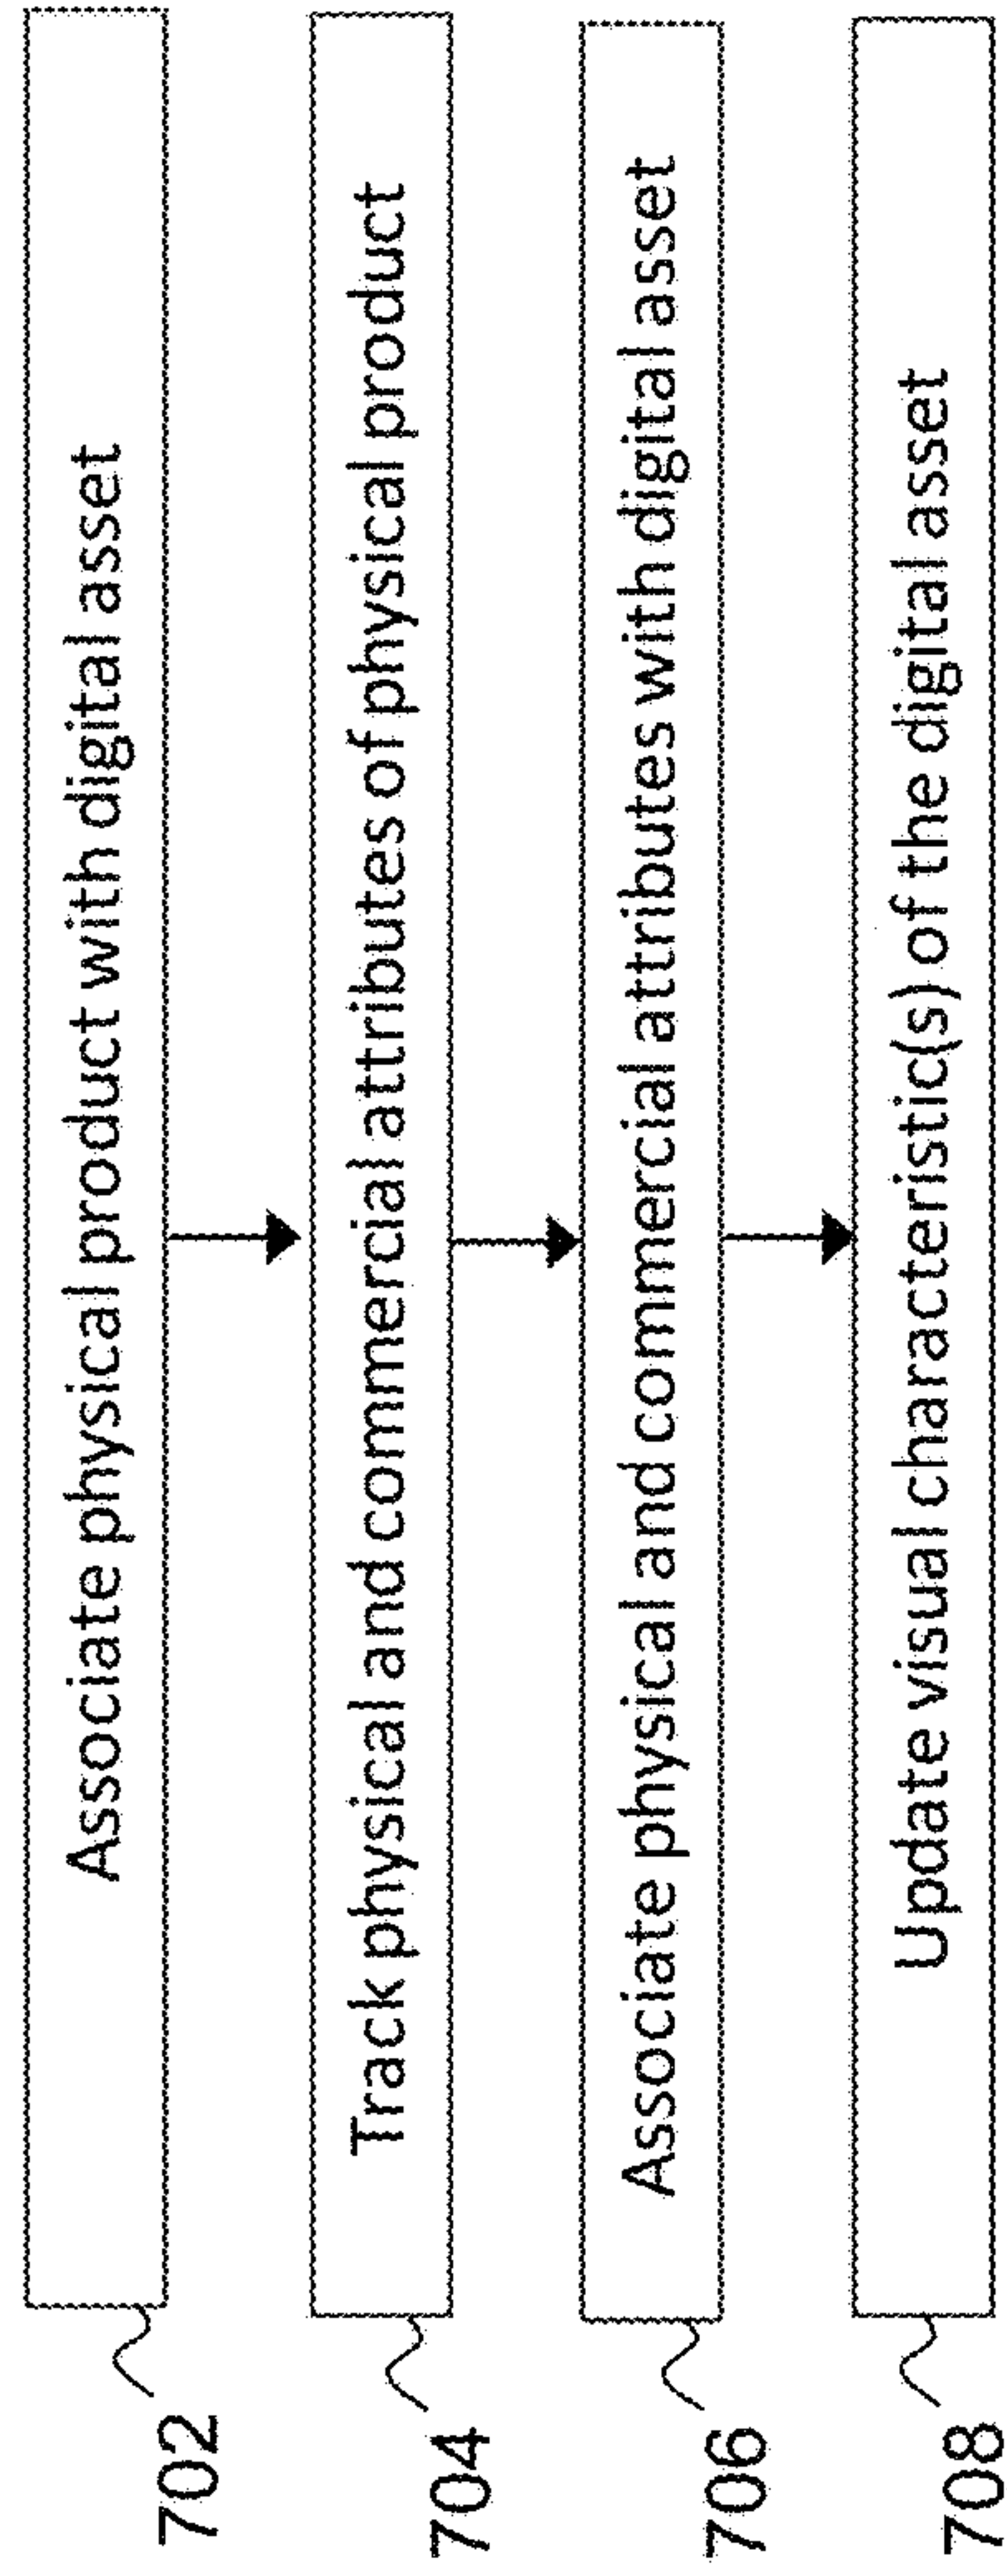 702
Associate physical product with digital asset
704
Track physical and commercial attributes of physical product
706
Associate physical and commercial attributes with digital asset
708
Update visual characteristic(s) of the digital asset